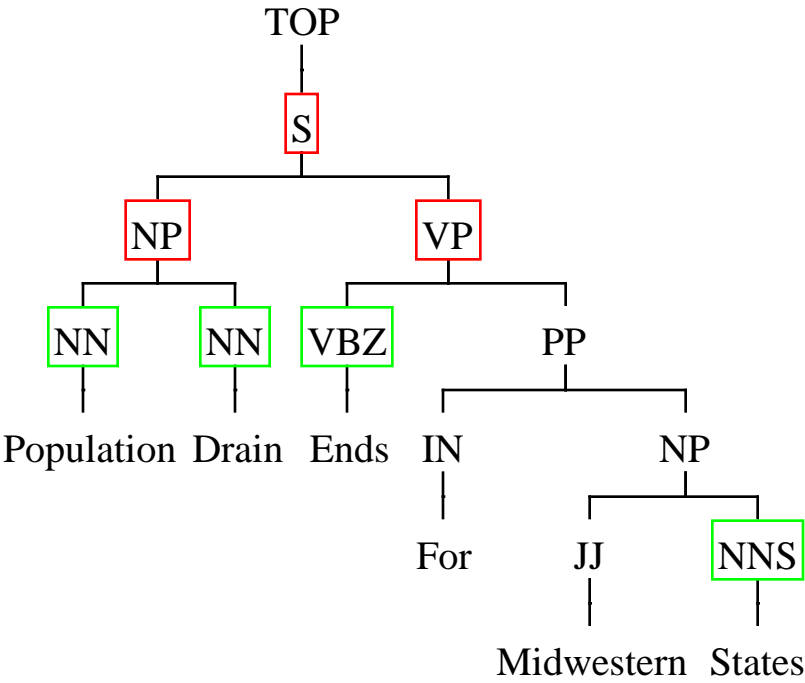 TOP
S
NP VP
NN NN VBZ PP
Population Drain Ends IN NP
For JJ NNS
Midwestern States